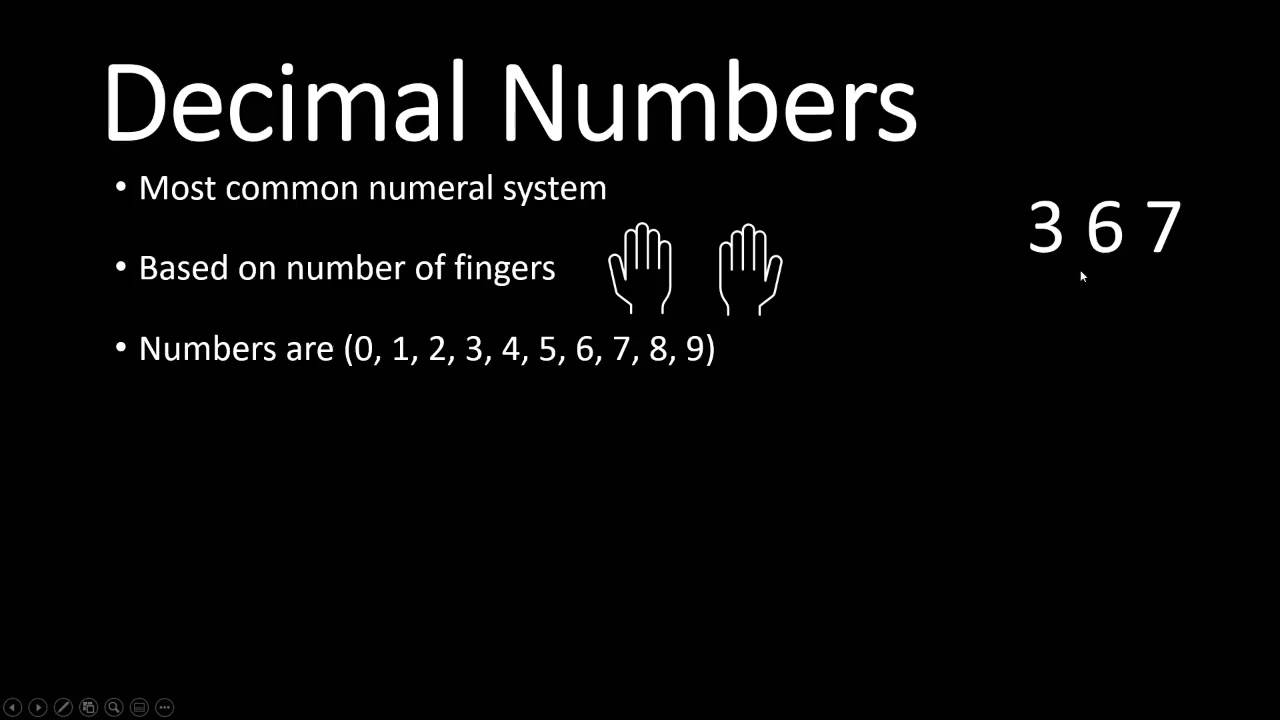 Decimal Numbers
• Most common numeral system
• Based on number of fingers
• Numbers are (0, 1, 2, 3, 4, 5, 6, 7, 8, 9)
3 6 7